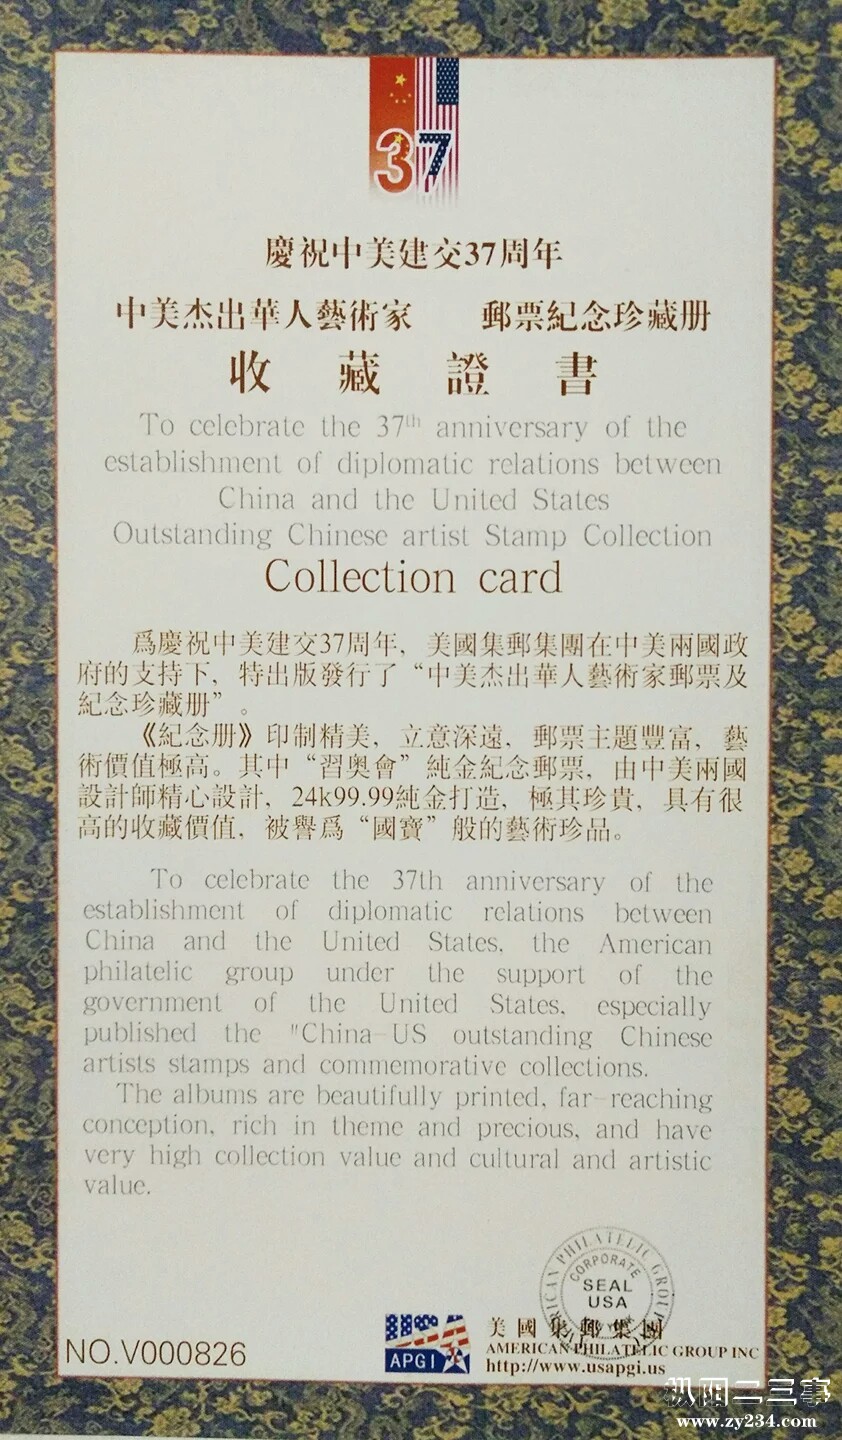 37
慶祝中美建交37周年
中美杰出華人藝術家 郵票紀念珍藏册
收藏證書
To celebrate the 37th anniversary of the
establishment of diplomatic relations between
China and the United States
Outstanding Chinese artist Stamp Collection
Collection card
爲慶祝中美建交37周年，美國集郵集團在中美兩國政
府的支持下，特出版發行了“中美杰出華人藝術家郵票及
紀念珍藏册”。
《紀念册》印制精美，立意深遠，郵票主題豐富，藝
術價值極高。其中“習奧會”純金紀念郵票，由中美兩國
設計師精心設計，24k99.99純金打造，極其珍貴，具有很
高的收藏價值，被譽爲“國寶”般的藝術珍品。
To celebrate the 37th anniversary of the
establishment of diplomatic relations between
China and the United States, the American
philatelic group under the support of the
government of the United States, especially
published the "China-US outstanding Chinese
artists stamps and commemorative collections.
The albums are beautifully printed, far-reaching
conception, rich in theme and precious, and have
very high collection value and cultural and artistic
value.
CORPORATE
SEAL
USA
NO.V000826
USA
APGI
美國集郵集團
AMERICAN PHILATELIC GROUP INC
http://www.usapgi.us
枞阳二三事
www.zy234.com